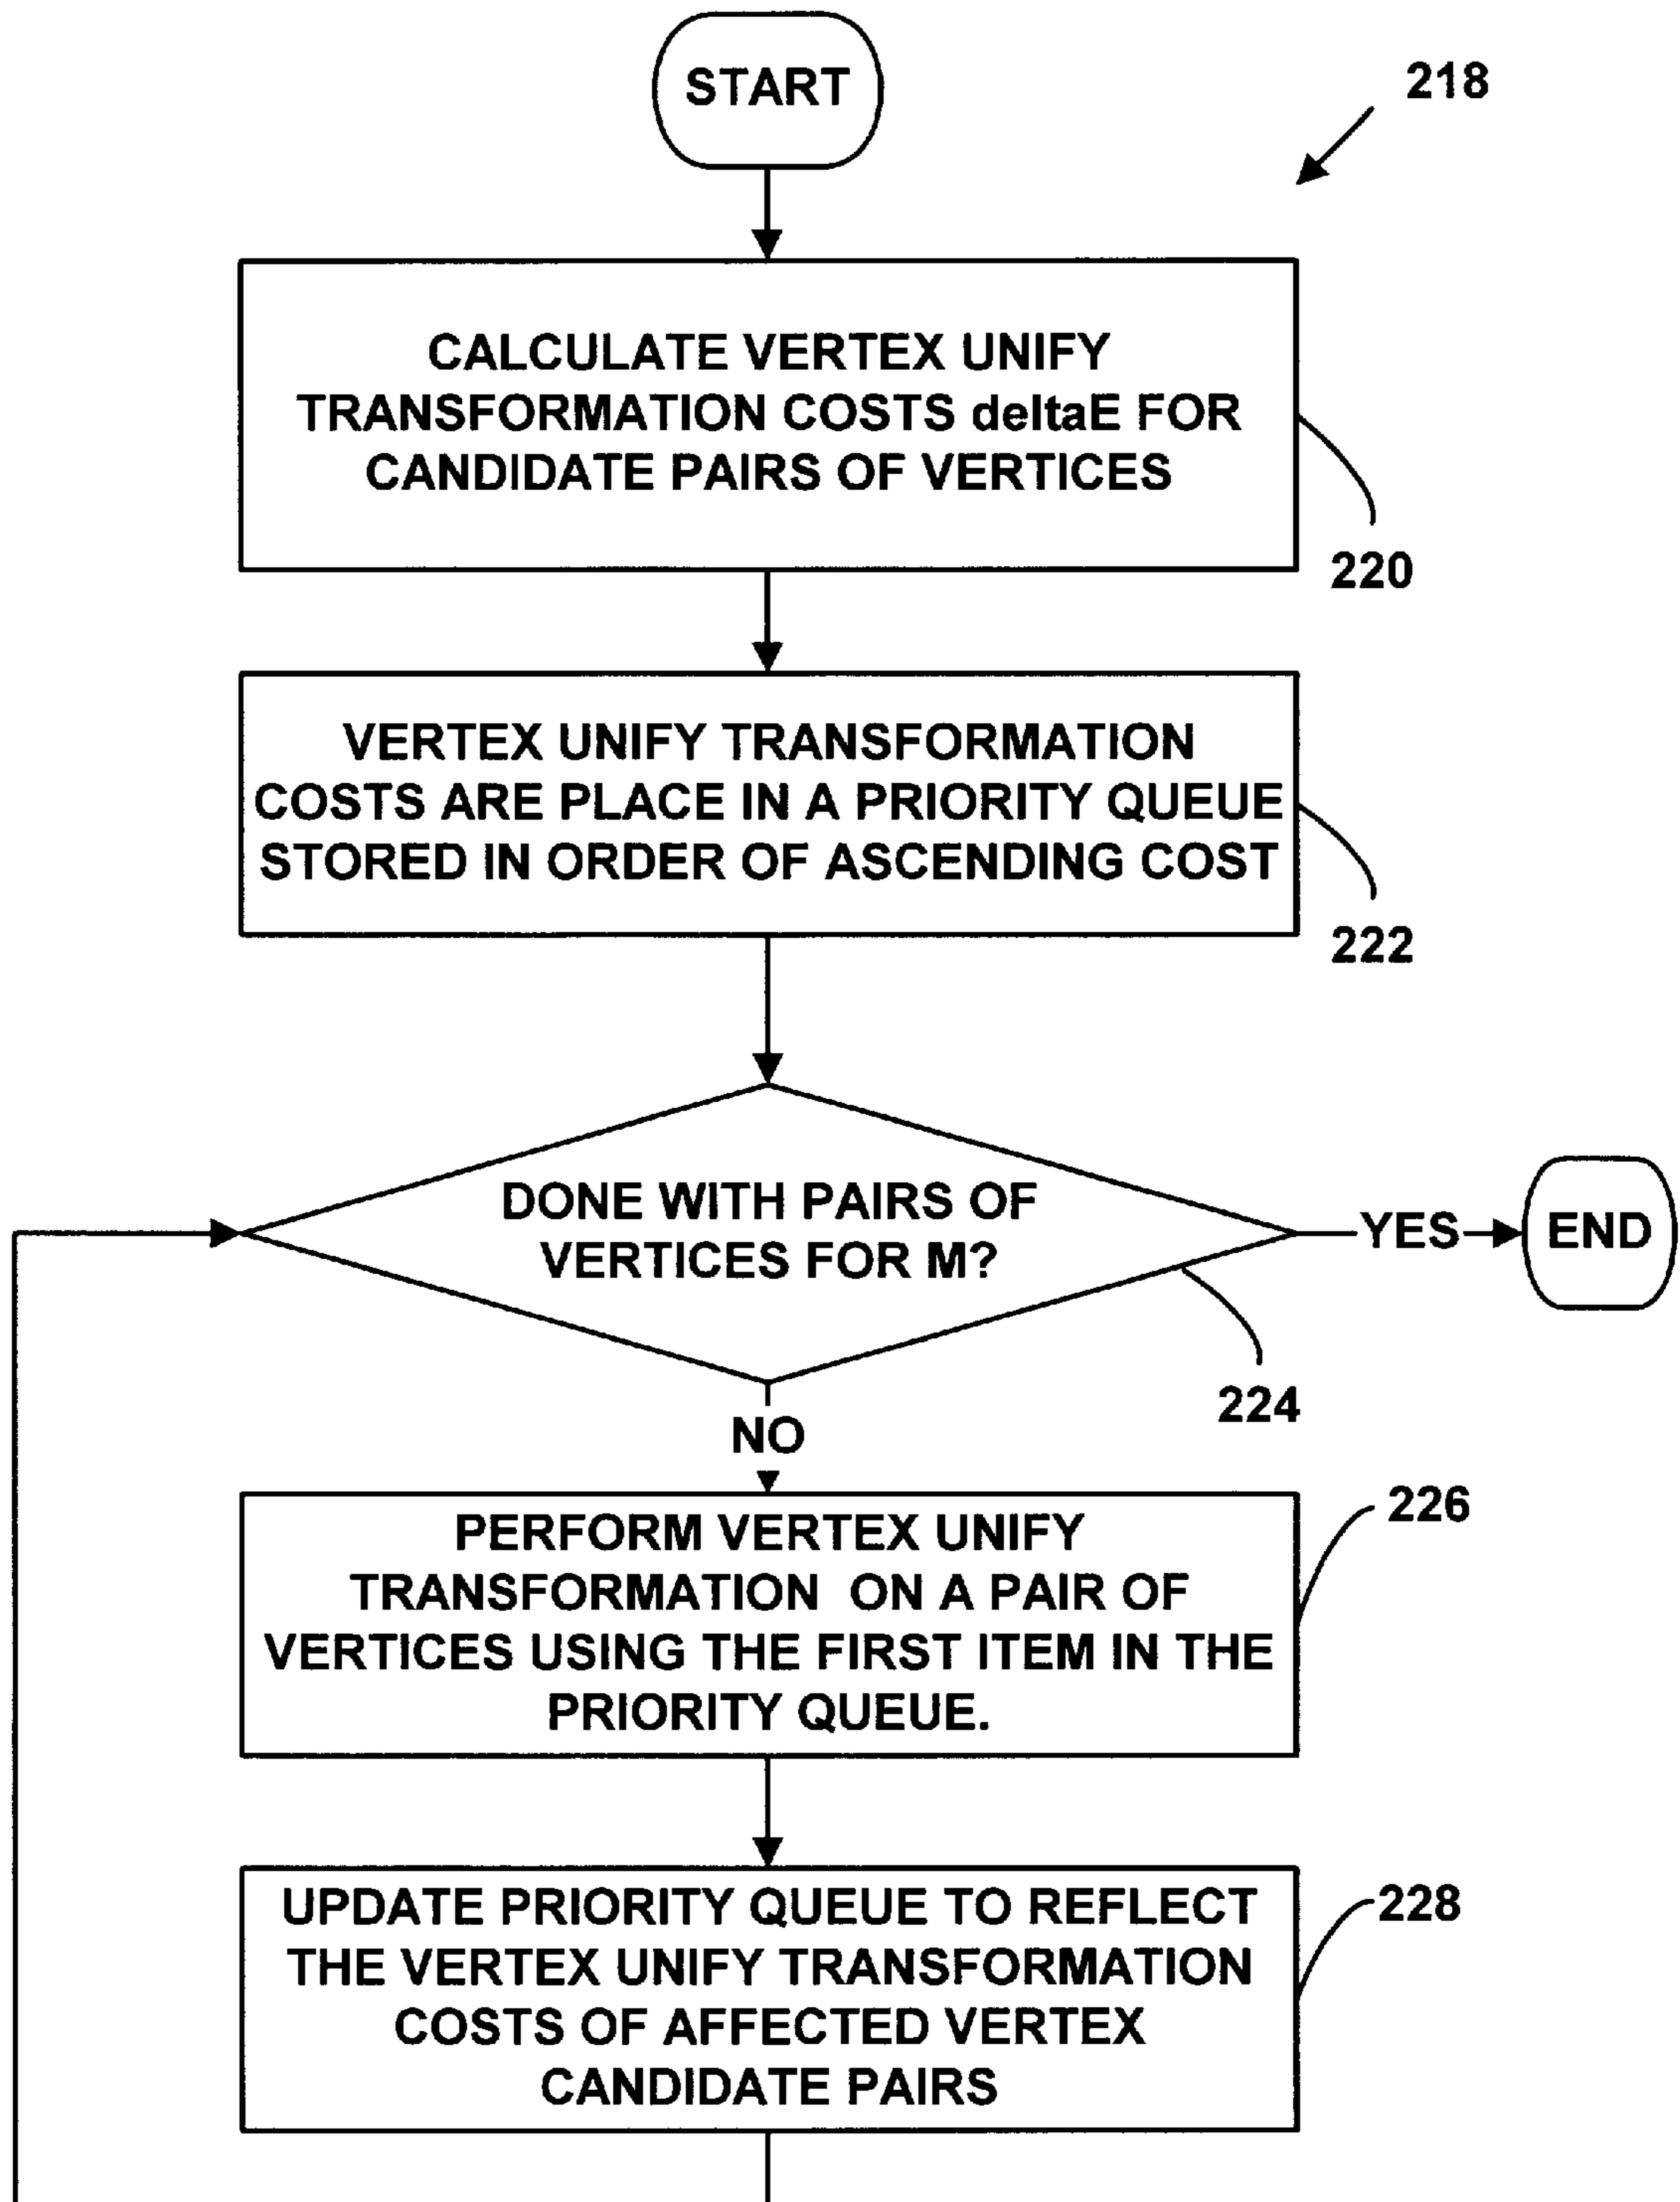 START
218
CALCULATE VERTEX UNIFY
TRANSFORMATION COSTS deltaE FOR
CANDIDATE PAIRS OF VERTICES
220
VERTEX UNIFY TRANSFORMATION
COSTS ARE PLACE IN A PRIORITY QUEUE
STORED IN ORDER OF ASCENDING COST
222
DONE WITH PAIRS OF
VERTICES FOR M?
YES
END
224
NO
226
PERFORM VERTEX UNIFY
TRANSFORMATION ON A PAIR OF
VERTICES USING THE FIRST ITEM IN THE
PRIORITY QUEUE.
228
UPDATE PRIORITY QUEUE TO REFLECT
THE VERTEX UNIFY TRANSFORMATION
COSTS OF AFFECTED VERTEX
CANDIDATE PAIRS